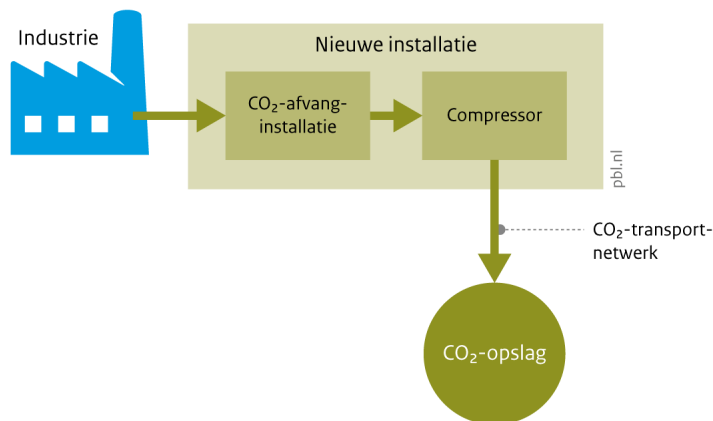 Industrie
Nieuwe installatie
CO₂-afvang-
installatie
Compressor
pbl.nl
CO₂-transport-
netwerk
CO₂-opslag